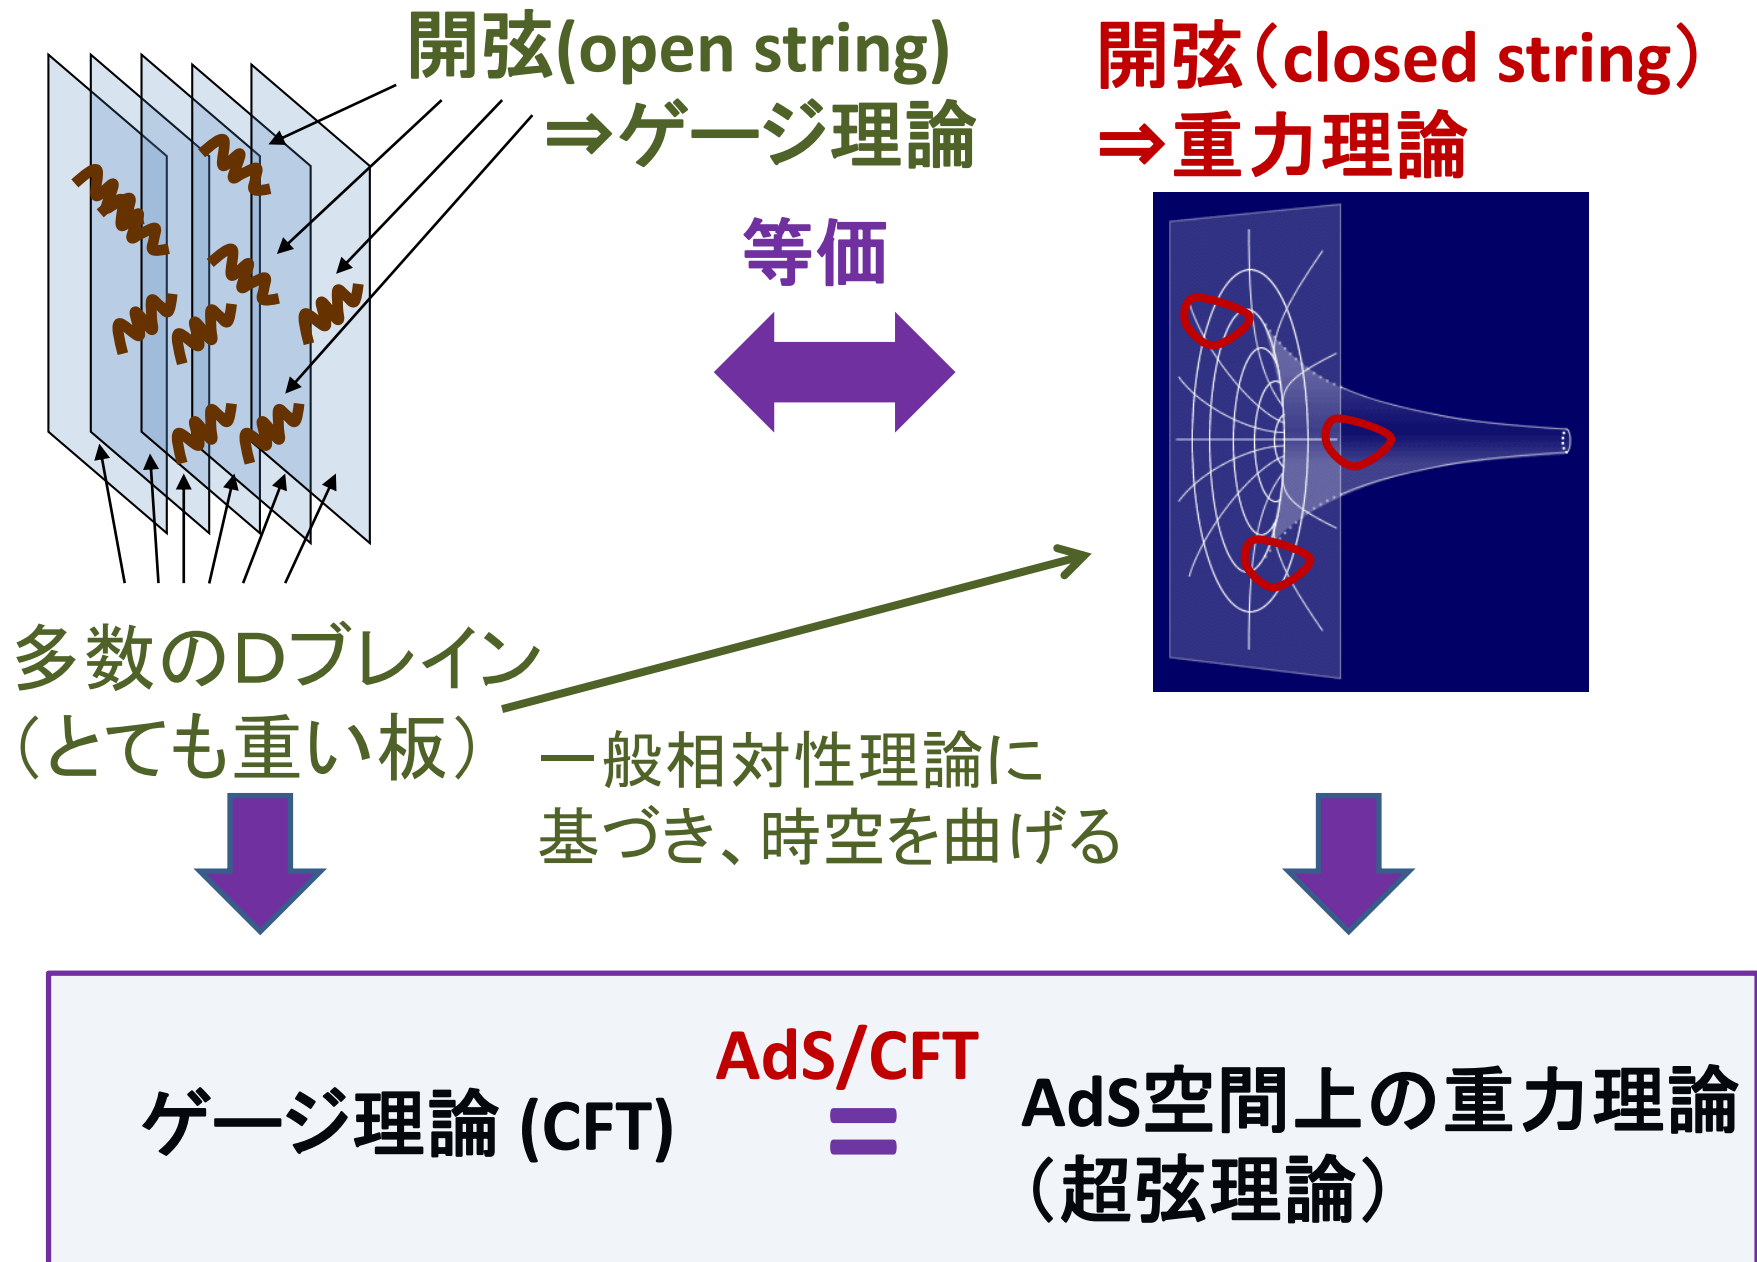 開弦(open string)
⇒ゲージ理論
開弦（closed string）
⇒重力理論
等価
多数のDブレイン
（とても重い板）
一般相対性理論に
基づき、時空を曲げる
AdS/CFT
ゲージ理論 (CFT)
=
AdS空間上の重力理論
（超弦理論）